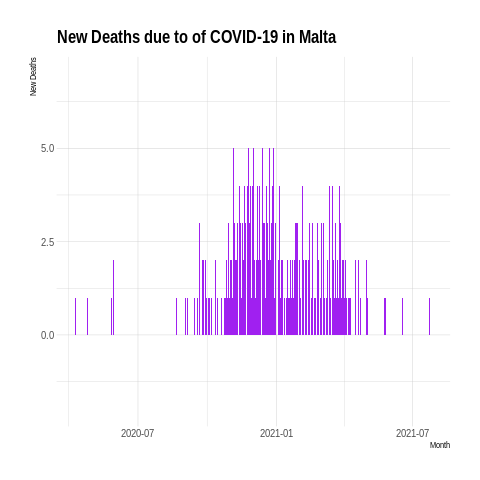 New Deaths due to of COVID-19 in Malta
New Deaths
5.0
2.5
0.0
2020-07 2021-01 2021-07
Month